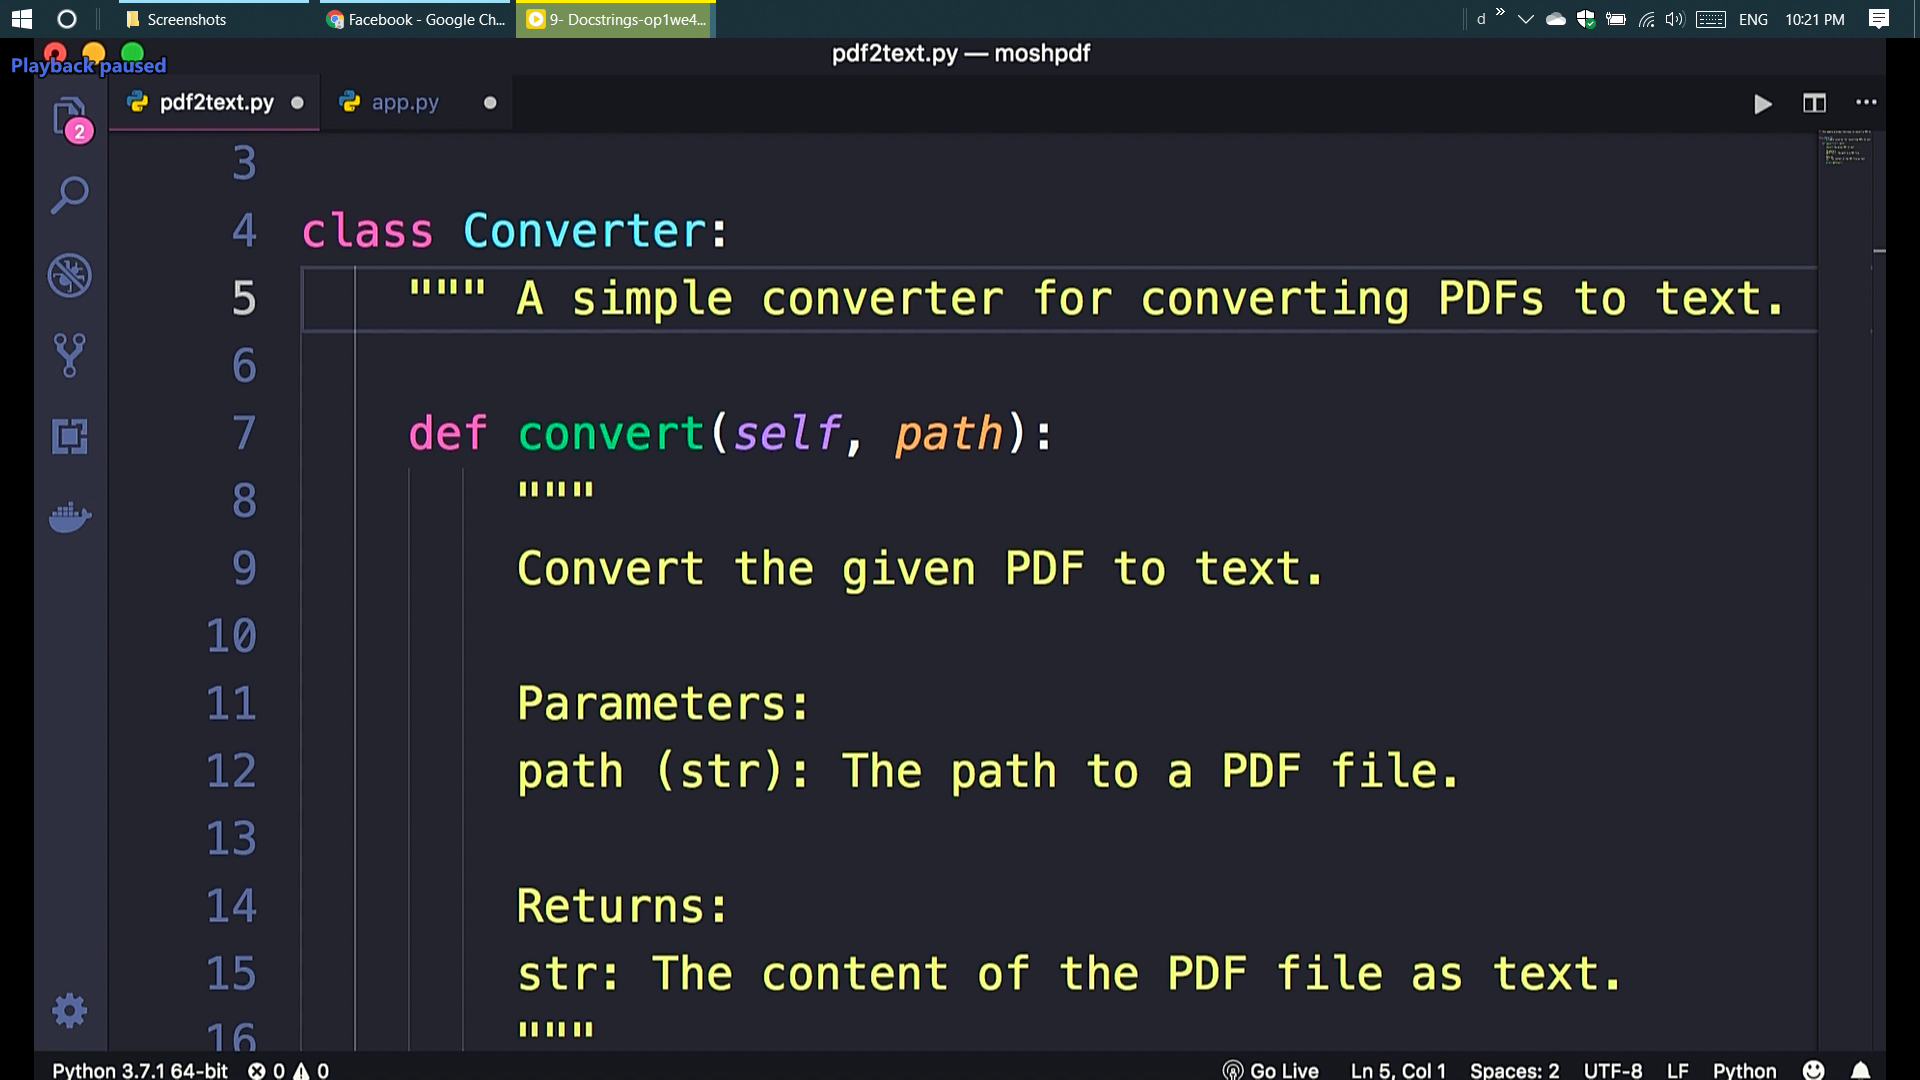 Screenshots
Facebook - Google Ch...
9- Docstrings-op1we4...
d
ENG
10:21 PM
pdf2text.py — moshpdf
Playback paused
pdf2text.py
app.py
2
3
4 class Converter:
5 """ A simple converter for converting PDFs to text.
6
7 def convert(self, path):
8 """
9 Convert the given PDF to text.
10
11 Parameters:
12 path (str): The path to a PDF file.
13
14 Returns:
15 str: The content of the PDF file as text.
16 """
Python 3.7.1 64-bit 0 0 Go Live Ln 5, Col 1 Spaces: 2 UTF-8 LF Python